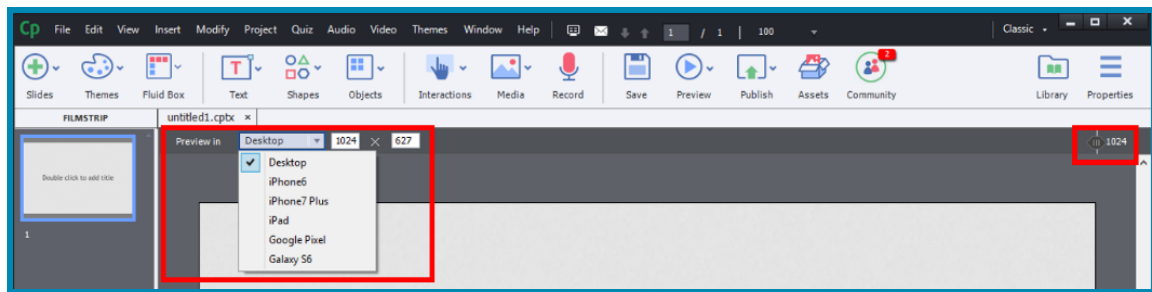 Cp File Edit View Insert Modify Project Quiz Audio Video Themes Window Help 1 / 1 100 Classic
2
Slides Themes Fluid Box Text Shapes Objects Interactions Media Record Save Preview Publish Assets Community Library Properties
FILMSTRIP untitled1.cptx ×
Preview in Desktop 1024 × 627 1024
Desktop
Double click to add title
iPhone6
iPhone7 Plus
iPad
1
Google Pixel
Galaxy S6